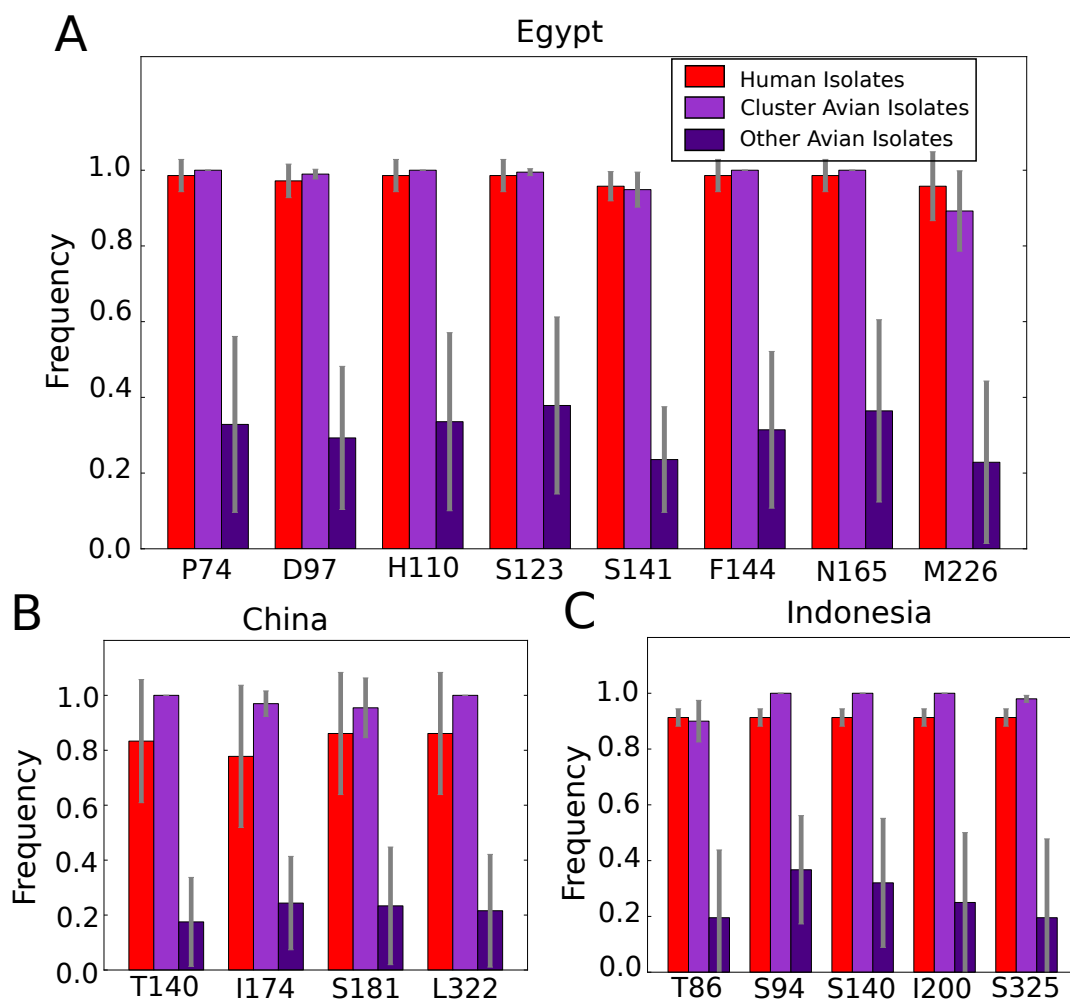 A
Egypt
Human Isolates
Cluster Avian Isolates
Other Avian Isolates
Frequency
1.0
0.8
0.6
0.4
0.2
0.0
P74 D97 H110 S123 S141 F144 N165 M226
B
China
Frequency
1.0
0.8
0.6
0.4
0.2
0.0
T140 I174 S181 L322
C
Indonesia
Frequency
1.0
0.8
0.6
0.4
0.2
0.0
T86 S94 S140 I200 S325